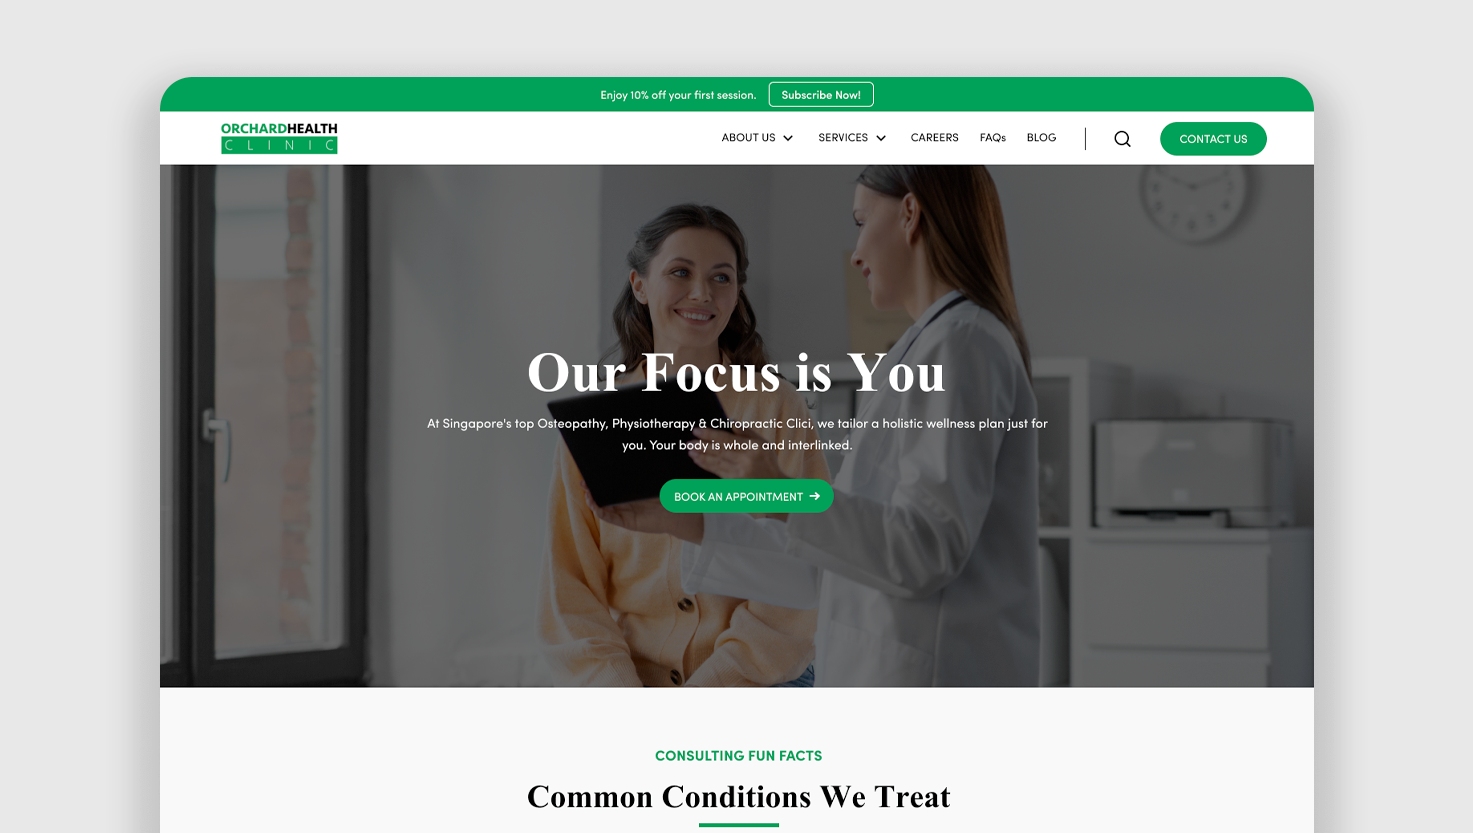 Enjoy 10% off your first session. Subscribe Now!
ORCHARDHEALTH
CLINIC
ABOUT US SERVICES CAREERS FAQs BLOG CONTACT US
Our Focus is You
At Singapore's top Osteopathy, Physiotherapy & Chiropractic Clici, we tailor a holistic wellness plan just for
you. Your body is whole and interlinked.
BOOK AN APPOINTMENT →
CONSULTING FUN FACTS
Common Conditions We Treat